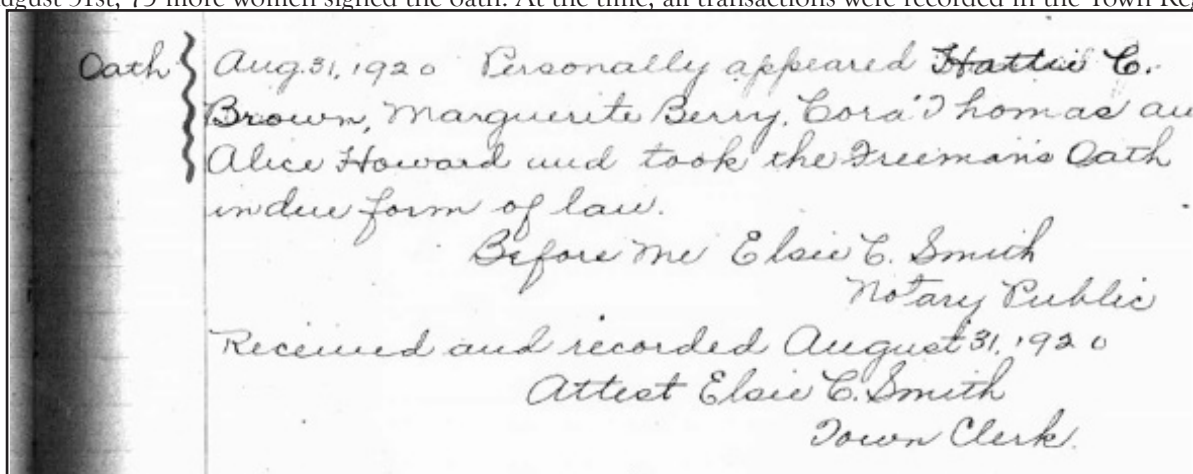 August 31st, 75 more women signed the oath. At the time, all transactions were recorded in the Town Re
Oath
Aug. 31, 1920 Personally appeared Hattie C.
Brown, Marguerite Berry, Cora Thomas an
Alice Howard and took the Freeman's Oath
in due form of law.
Before me Elsie C. Smith
Notary Public
Received and recorded August 31, 1920
Attest Elsie C. Smith
Town Clerk.